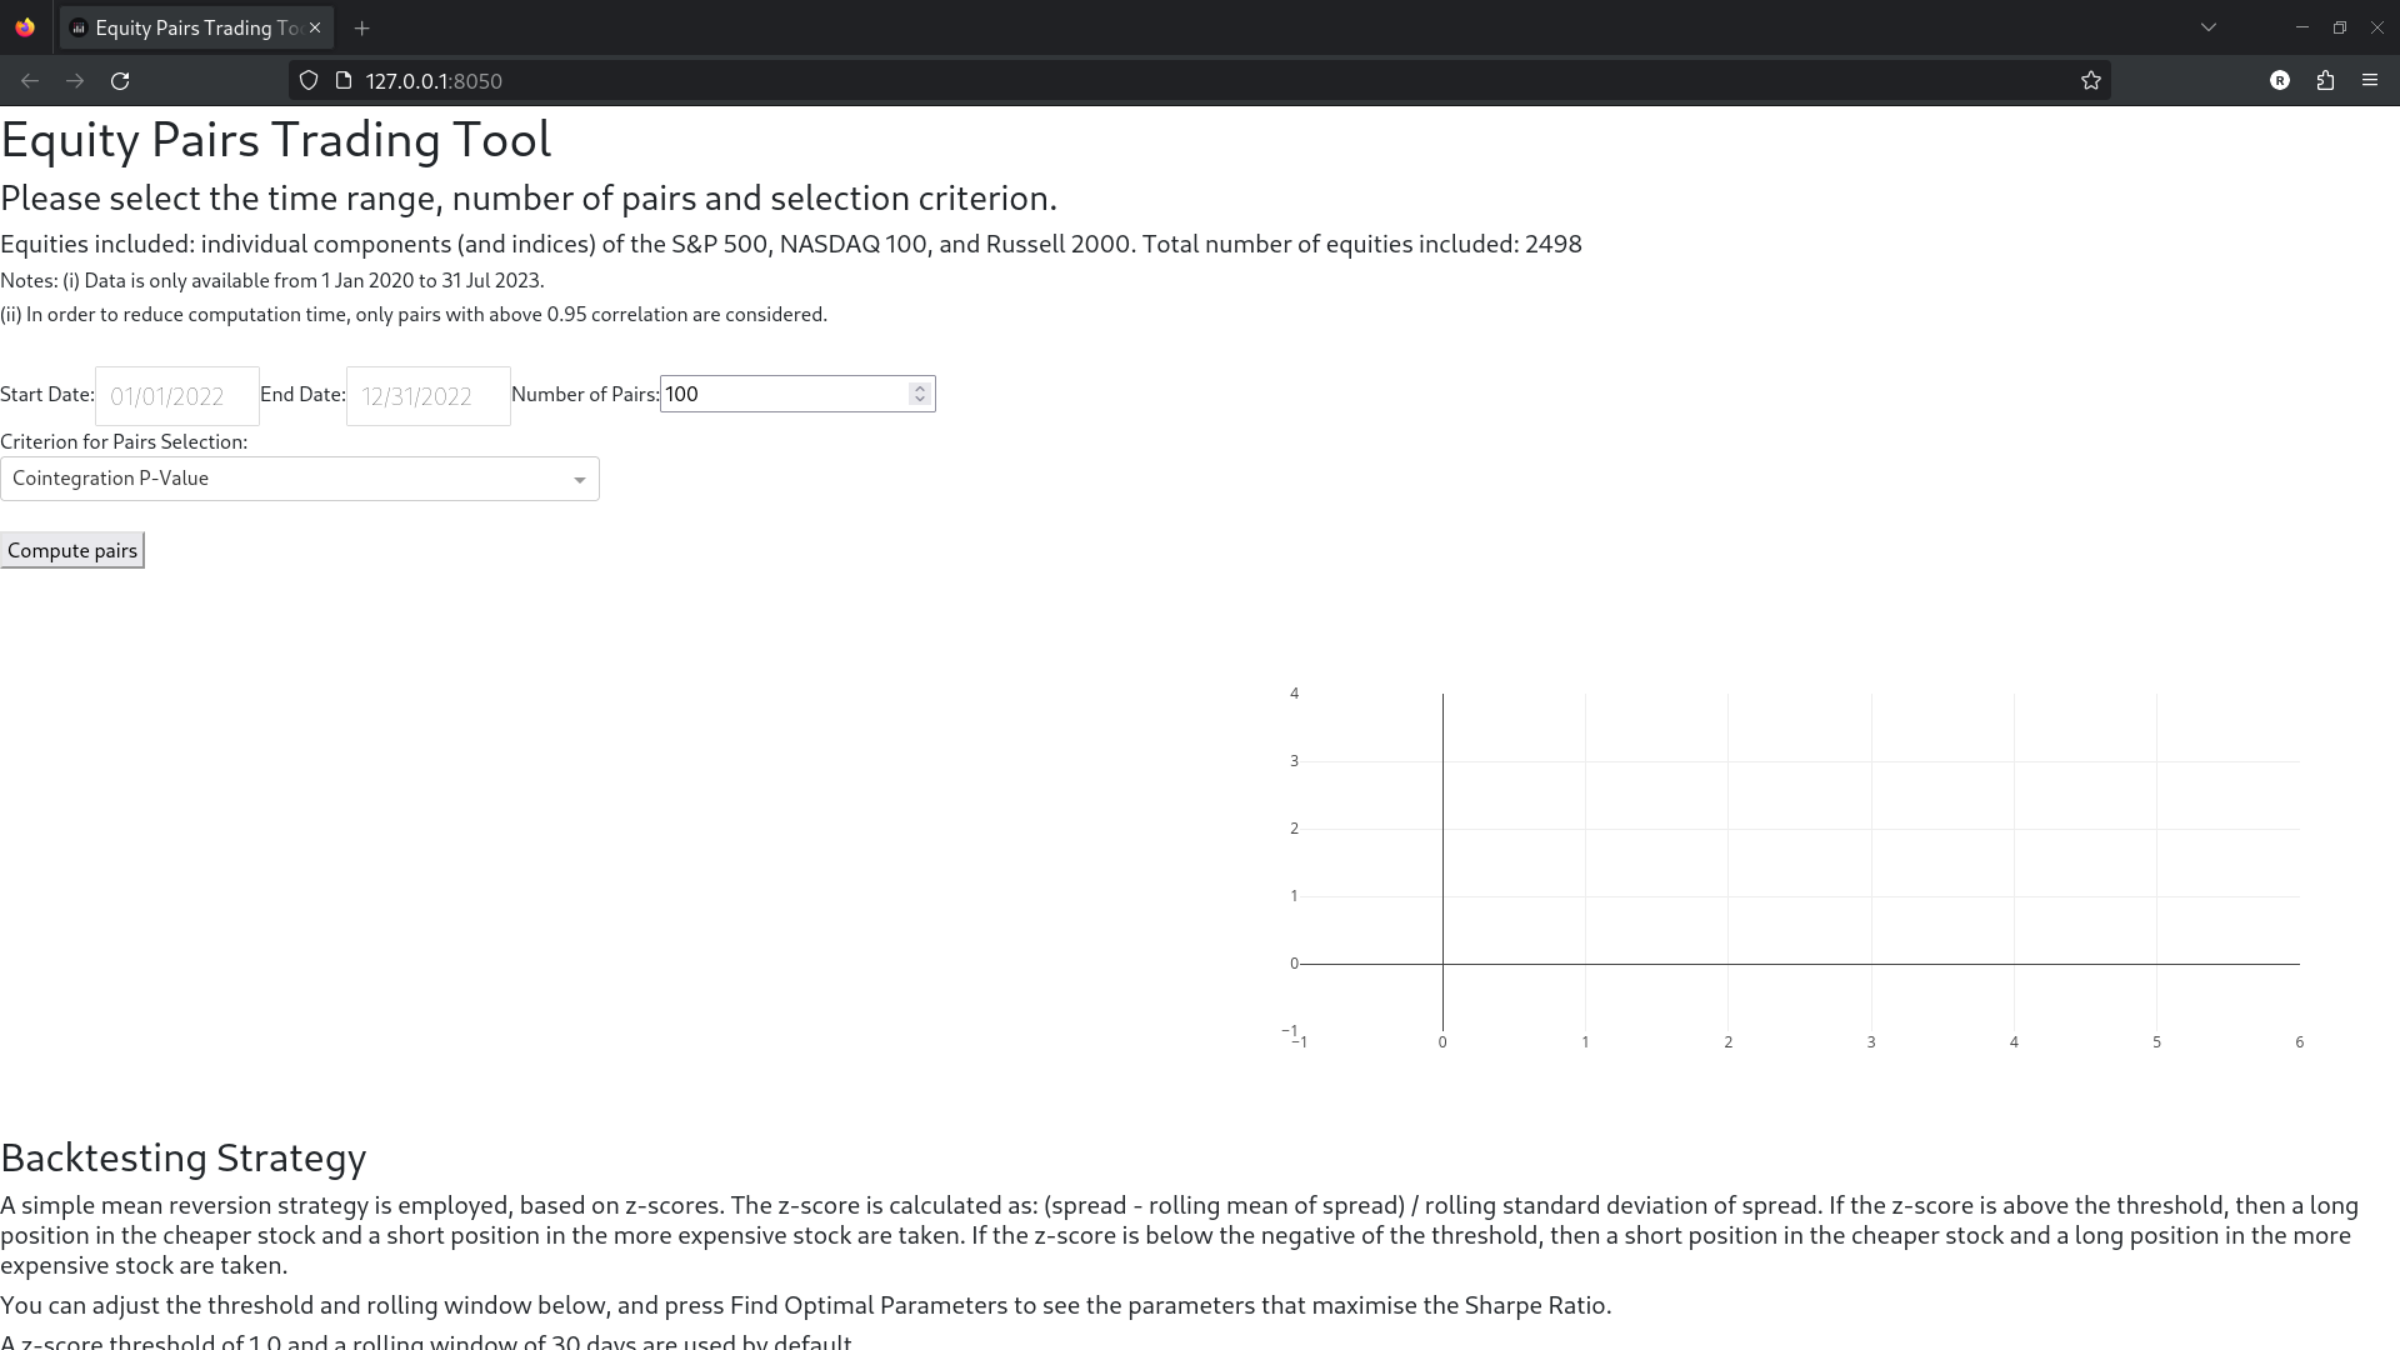 Equity Pairs Trading To
127.0.0.1:8050
R
Equity Pairs Trading Tool
Please select the time range, number of pairs and selection criterion.
Equities included: individual components (and indices) of the S&P 500, NASDAQ 100, and Russell 2000. Total number of equities included: 2498
Notes: (i) Data is only available from 1 Jan 2020 to 31 Jul 2023.
(ii) In order to reduce computation time, only pairs with above 0.95 correlation are considered.
Start Date: 01/01/2022 End Date: 12/31/2022 Number of Pairs: 100
Criterion for Pairs Selection:
Cointegration P-Value
Compute pairs
4
3
2
1
0
−1
−1 0 1 2 3 4 5 6
Backtesting Strategy
A simple mean reversion strategy is employed, based on z-scores. The z-score is calculated as: (spread - rolling mean of spread) / rolling standard deviation of spread. If the z-score is above the threshold, then a long
position in the cheaper stock and a short position in the more expensive stock are taken. If the z-score is below the negative of the threshold, then a short position in the cheaper stock and a long position in the more
expensive stock are taken.
You can adjust the threshold and rolling window below, and press Find Optimal Parameters to see the parameters that maximise the Sharpe Ratio.
A z-score threshold of 1.0 and a rolling window of 30 days are used by default